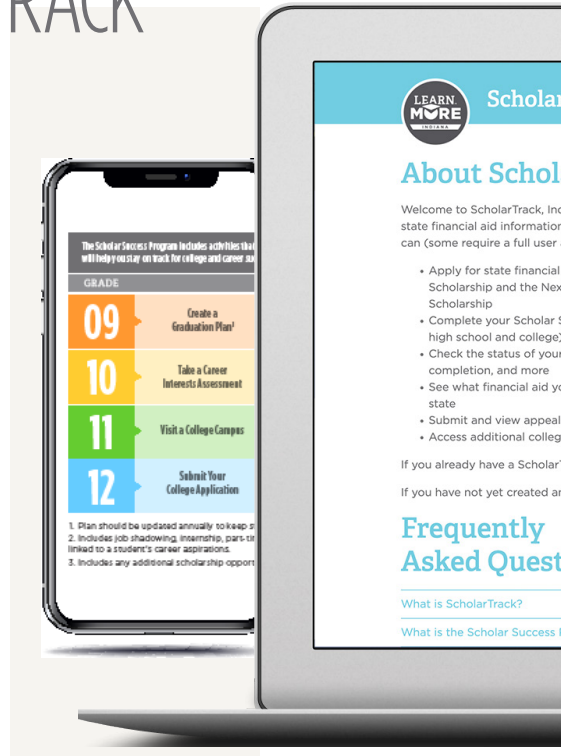 RACK
The Scholar Success Program includes activities that
will help you stay on track for college and career su
GRADE
09
Create a
Graduation Plan¹
10
Take a Career
Interests Assessment
11
Visit a College Campus
12
Submit Your
College Application
1. Plan should be updated annually to keep s
2. Includes job shadowing, internship, part-ti
linked to a student's career aspirations.
3. Includes any additional scholarship opport
LEARN
MORE
INDIANA
Scholar
About Schol
Welcome to ScholarTrack, Ind
state financial aid information
can (some require a full user a
• Apply for state financial
Scholarship and the Nex
Scholarship
• Complete your Scholar S
high school and college)
• Check the status of your
completion, and more
• See what financial aid yo
state
• Submit and view appeal
• Access additional colleg
If you already have a ScholarT
If you have not yet created an
Frequently
Asked Quest
What is ScholarTrack?
What is the Scholar Success P